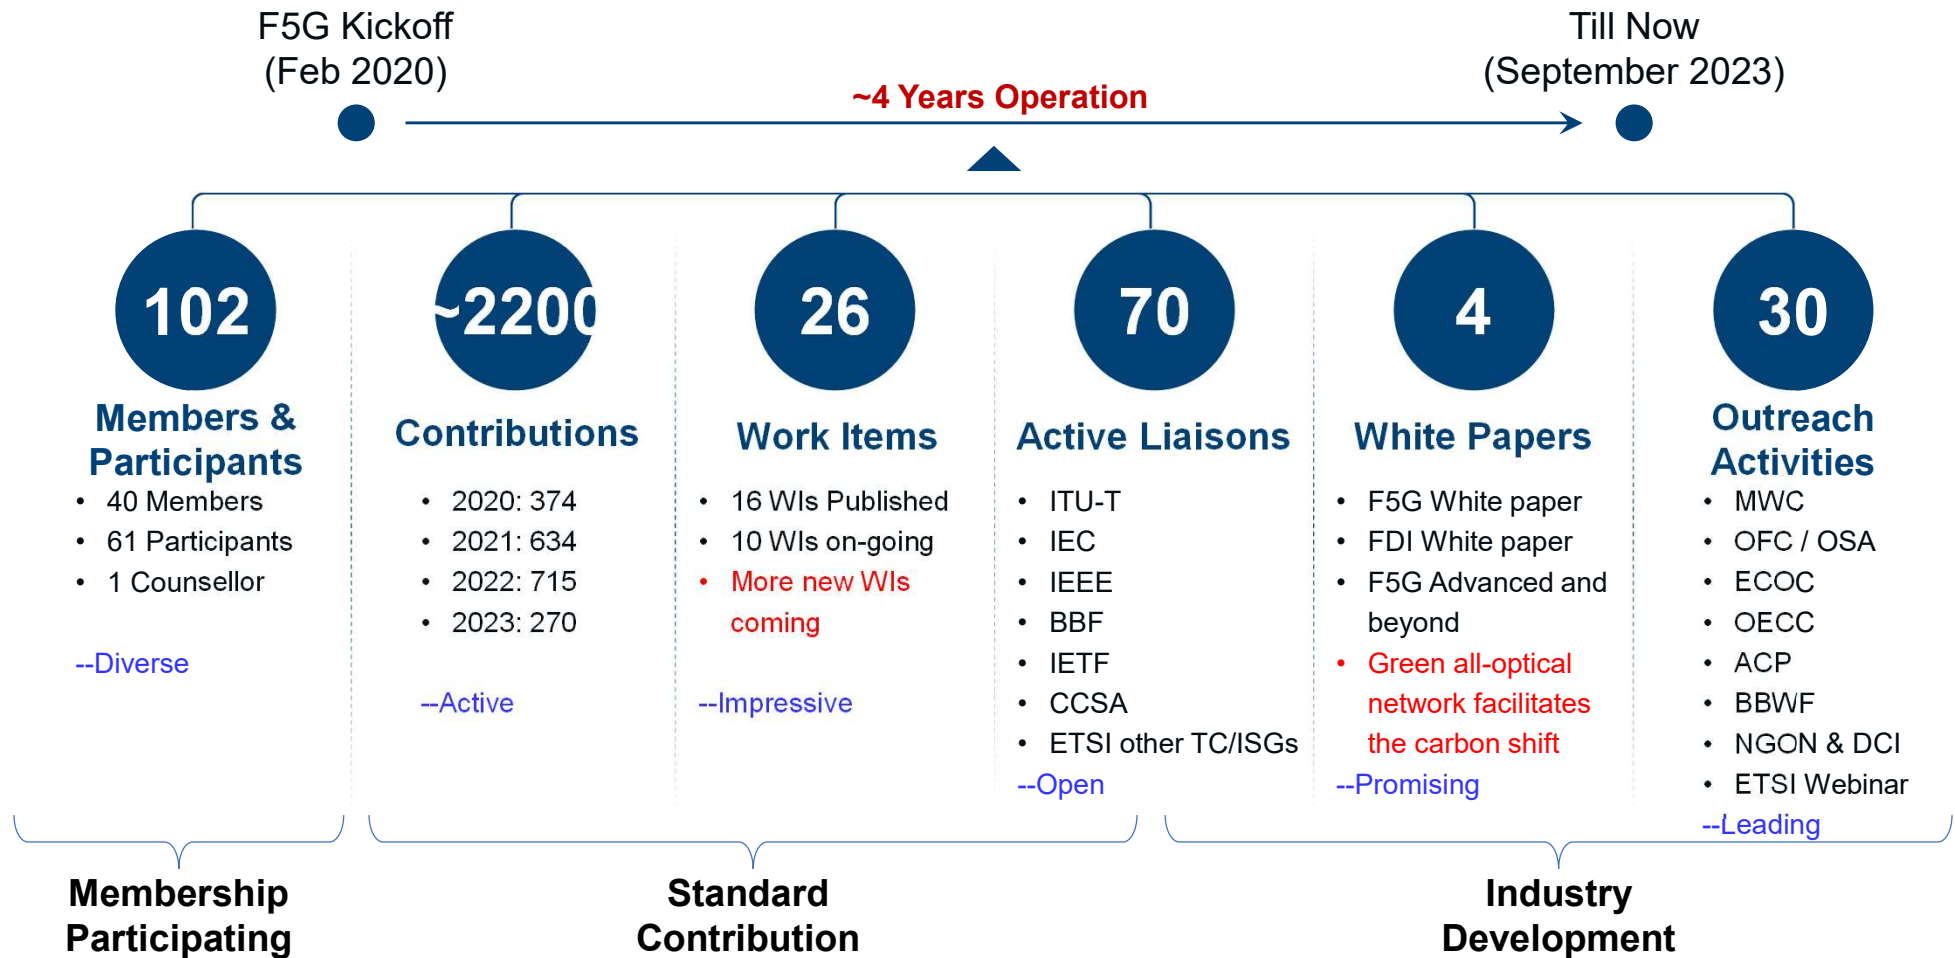 F5G Kickoff
(Feb 2020)
~4 Years Operation
Till Now
(September 2023)
102
Members &
Participants
• 40 Members
• 61 Participants
• 1 Counsellor
--Diverse
~2200
Contributions
• 2020: 374
• 2021: 634
• 2022: 715
• 2023: 270
--Active
26
Work Items
• 16 WIs Published
• 10 WIs on-going
• More new WIs
coming
--Impressive
70
Active Liaisons
• ITU-T
• IEC
• IEEE
• BBF
• IETF
• CCSA
• ETSI other TC/ISGs
--Open
4
White Papers
• F5G White paper
• FDI White paper
• F5G Advanced and
beyond
• Green all-optical
network facilitates
the carbon shift
--Promising
30
Outreach
Activities
• MWC
• OFC / OSA
• ECOC
• OECC
• ACP
• BBWF
• NGON & DCI
• ETSI Webinar
--Leading
Membership
Participating
Standard
Contribution
Industry
Development